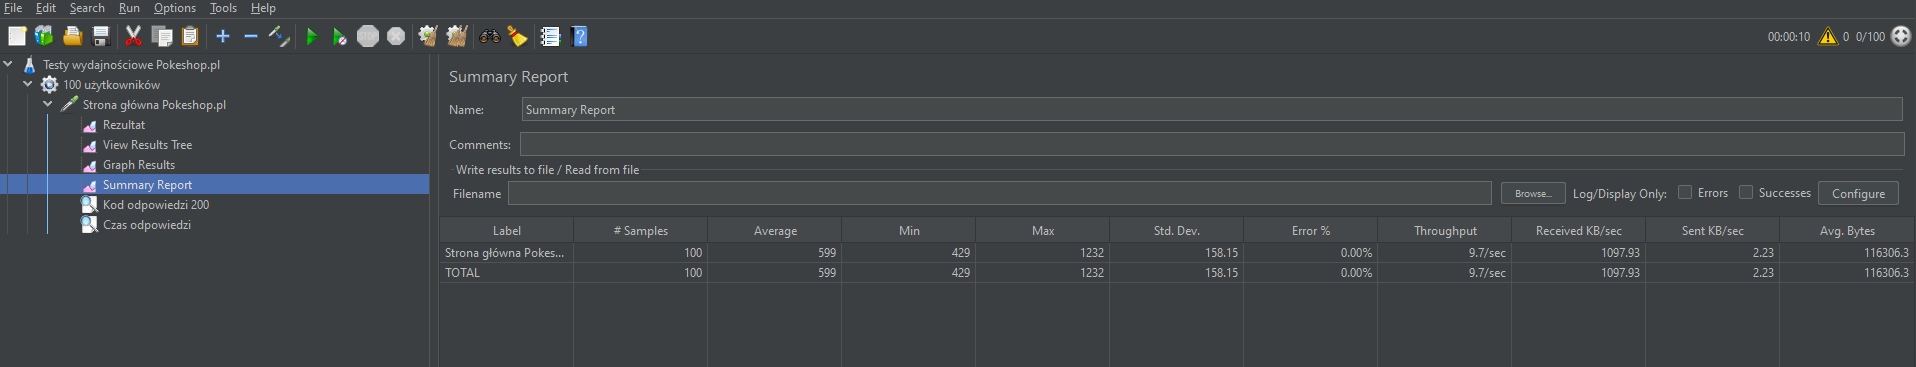 File Edit Search Run Options Tools Help
00:00:10 0 0/100
Testy wydajnościowe Pokeshop.pl
100 użytkowników
Strona główna Pokeshop.pl
Rezultat
View Results Tree
Graph Results
Summary Report
Kod odpowiedzi 200
Czas odpowiedzi
Summary Report
Name: Summary Report
Comments:
Write results to file / Read from file
Filename Browse... Log/Display Only: Errors Successes Configure
Label # Samples Average Min Max Std. Dev. Error % Throughput Received KB/sec Sent KB/sec Avg. Bytes
Strona główna Pokes... 100 599 429 1232 158.15 0.00% 9.7/sec 1097.93 2.23 116306.3
TOTAL 100 599 429 1232 158.15 0.00% 9.7/sec 1097.93 2.23 116306.3